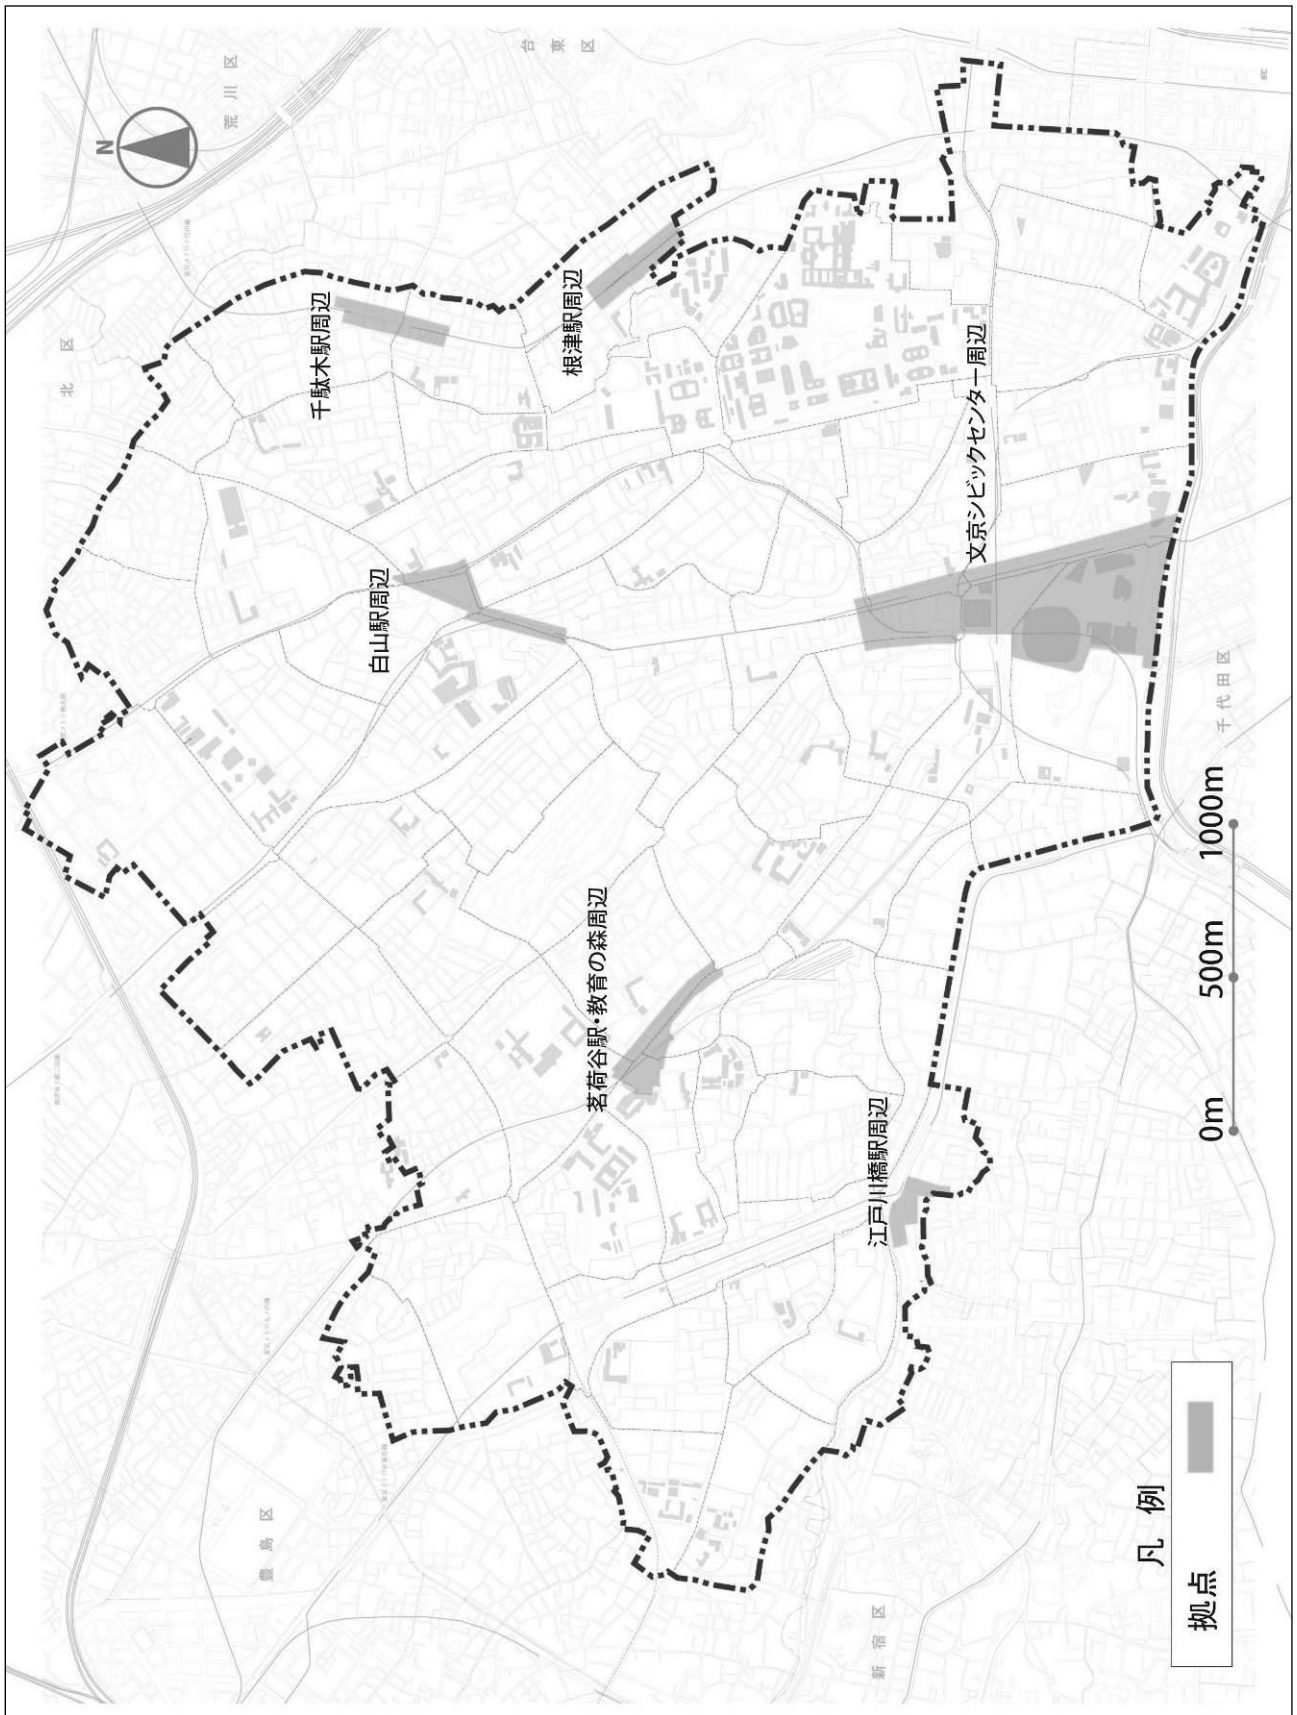 北区
荒川区
台東区
N
豊島区
千駄木駅周辺
根津駅周辺
白山駅周辺
茗荷谷駅・教育の森周辺
文京シビックセンター周辺
江戸川橋駅周辺
新宿区
千代田区
凡 例
拠点
0m 500m 1000m